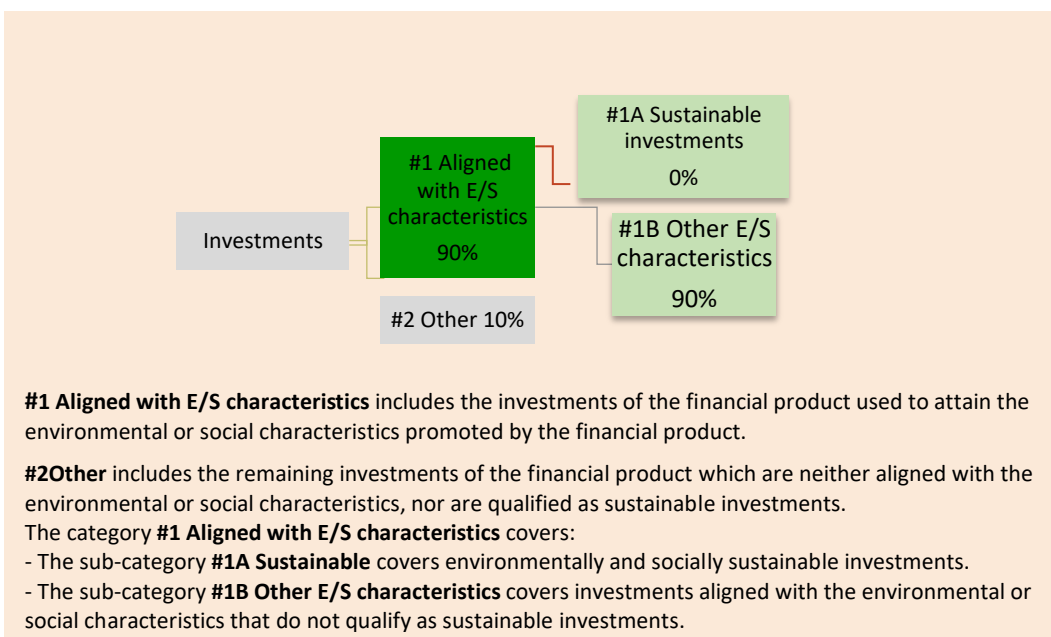 #1A Sustainable
investments
0%
#1 Aligned
with E/S
characteristics
90%
Investments
#1B Other E/S
characteristics
90%
#2 Other 10%
#1 Aligned with E/S characteristics includes the investments of the financial product used to attain the
environmental or social characteristics promoted by the financial product.
#2Other includes the remaining investments of the financial product which are neither aligned with the
environmental or social characteristics, nor are qualified as sustainable investments.
The category #1 Aligned with E/S characteristics covers:
- The sub-category #1A Sustainable covers environmentally and socially sustainable investments.
- The sub-category #1B Other E/S characteristics covers investments aligned with the environmental or
social characteristics that do not qualify as sustainable investments.